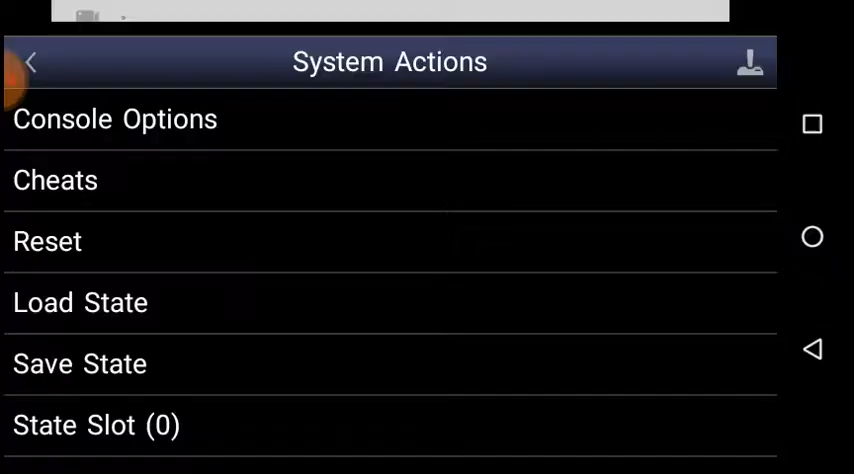 System Actions
Console Options
Cheats
Reset
Load State
Save State
State Slot (0)